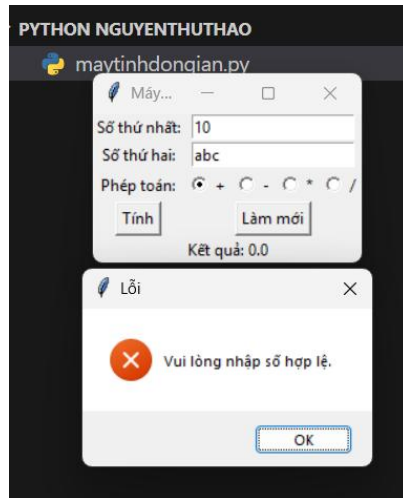 PYTHON NGUYENTHUTHAO
maytinhdongian.py
Máy...
Số thứ nhất: 10
Số thứ hai: abc
Phép toán: + - * /
Tính Làm mới
Kết quả: 0.0
Lỗi
Vui lòng nhập số hợp lệ.
OK